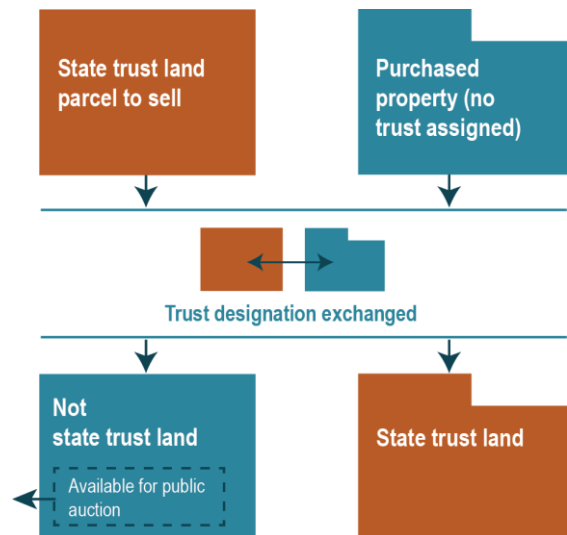 State trust land
parcel to sell
Purchased
property (no
trust assigned)
Trust designation exchanged
Not
state trust land
Available for public
auction
State trust land